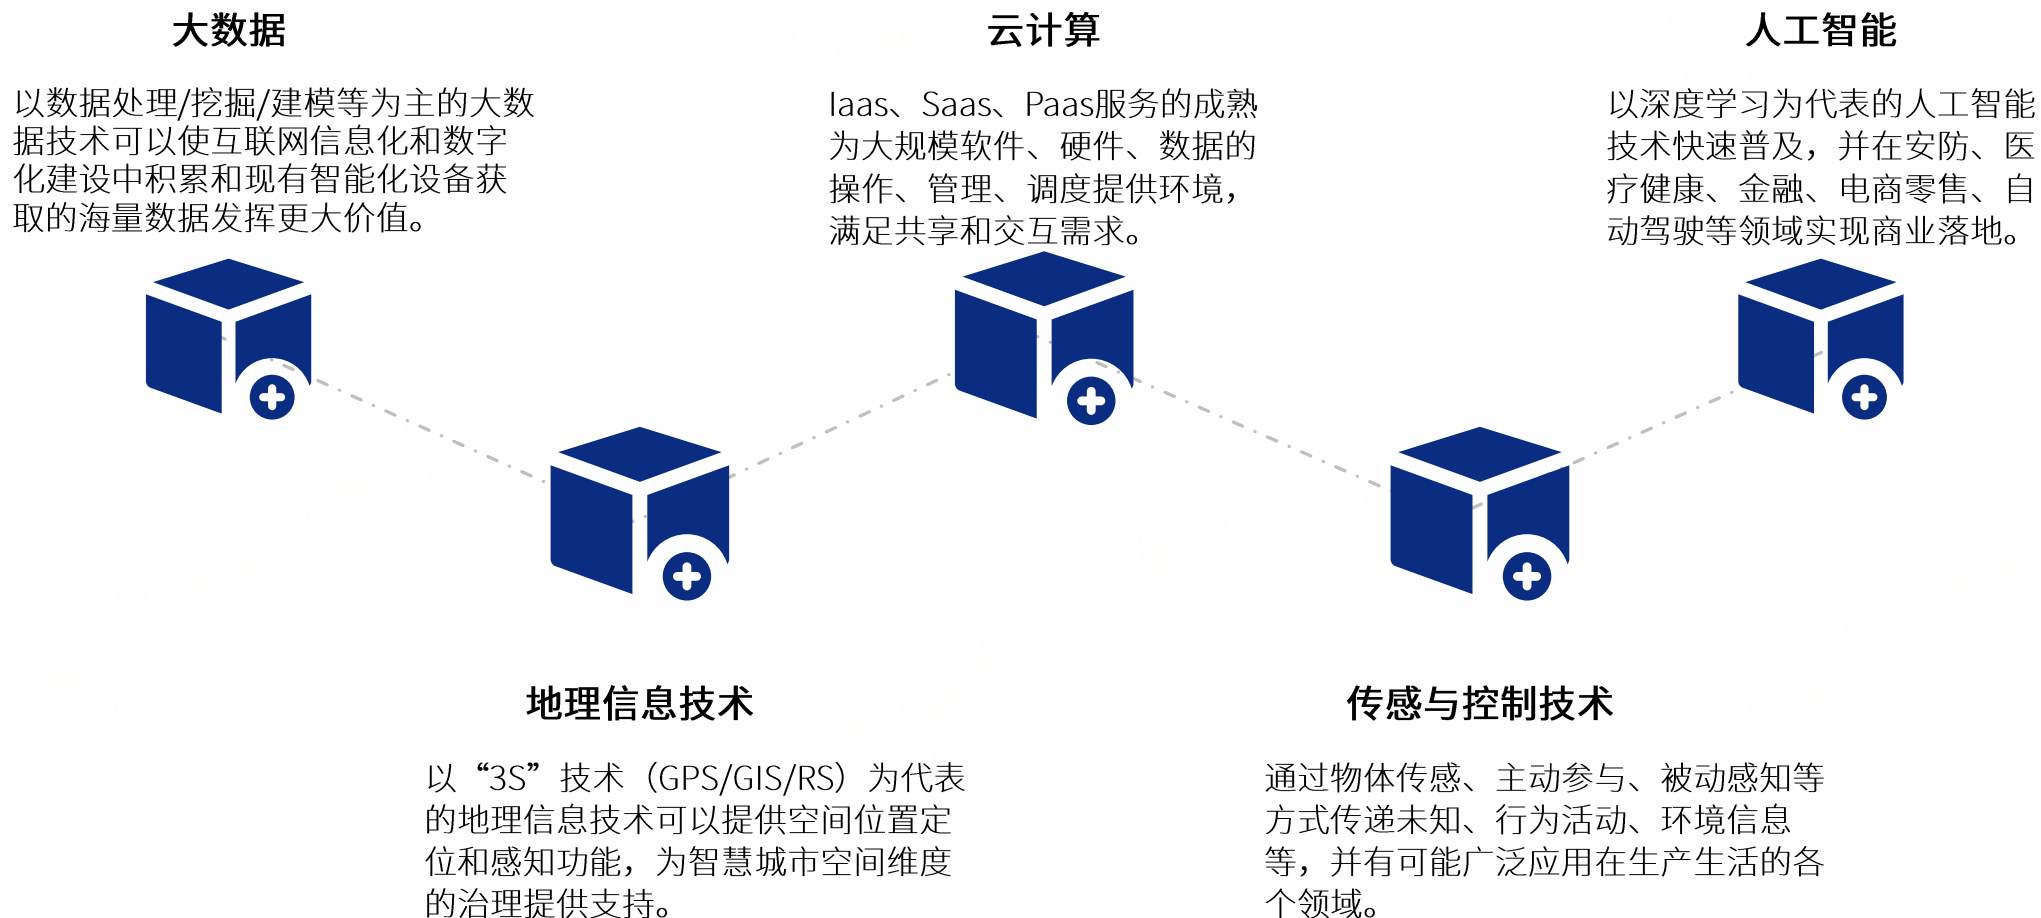 大数据
以数据处理/挖掘/建模等为主的大数
据技术可以使互联网信息化和数字
化建设中积累和现有智能化设备获
取的海量数据发挥更大价值。
云计算
Iaas、Saas、Paas服务的成熟
为大规模软件、硬件、数据的
操作、管理、调度提供环境，
满足共享和交互需求。
人工智能
以深度学习为代表的人工智能
技术快速普及，并在安防、医
疗健康、金融、电商零售、自
动驾驶等领域实现商业落地。
地理信息技术
以“3S”技术（GPS/GIS/RS）为代表
的地理信息技术可以提供空间位置定
位和感知功能，为智慧城市空间维度
的治理提供支持。
传感与控制技术
通过物体传感、主动参与、被动感知等
方式传递未知、行为活动、环境信息
等，并有可能广泛应用在生产生活的各
个领域。